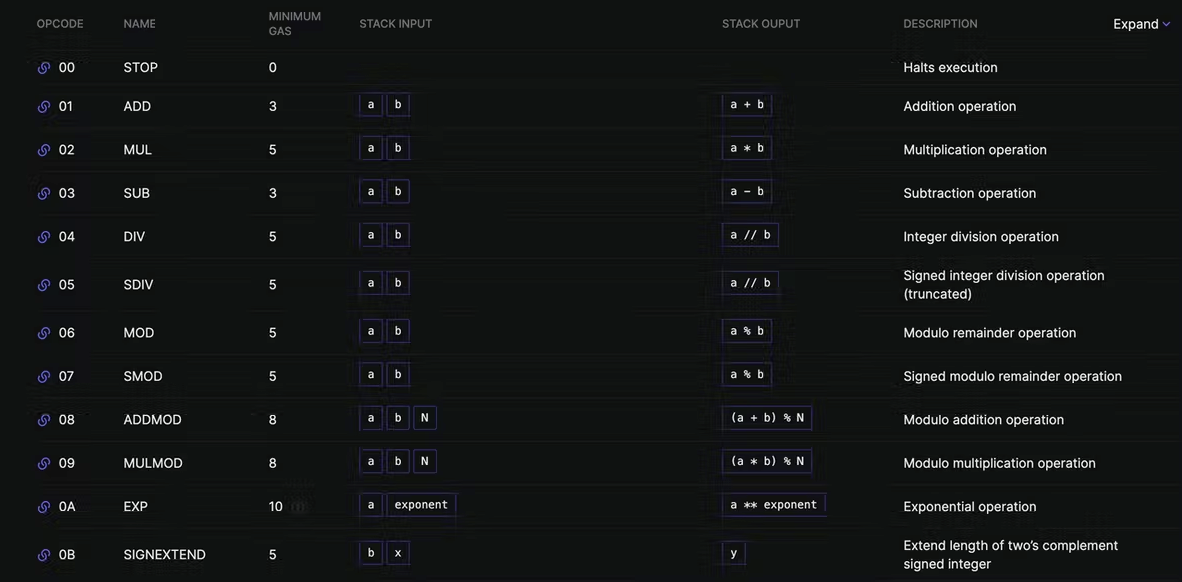 OPCODE NAME MINIMUM GAS STACK INPUT STACK OUPUT DESCRIPTION Expand
00 STOP 0 Halts execution
01 ADD 3 a b a + b Addition operation
02 MUL 5 a b a * b Multiplication operation
03 SUB 3 a b a - b Subtraction operation
04 DIV 5 a b a // b Integer division operation
05 SDIV 5 a b a // b Signed integer division operation (truncated)
06 MOD 5 a b a % b Modulo remainder operation
07 SMOD 5 a b a % b Signed modulo remainder operation
08 ADDMOD 8 a b N (a + b) % N Modulo addition operation
09 MULMOD 8 a b N (a * b) % N Modulo multiplication operation
0A EXP 10 a exponent a ** exponent Exponential operation
0B SIGNEXTEND 5 b x y Extend length of two’s complement signed integer